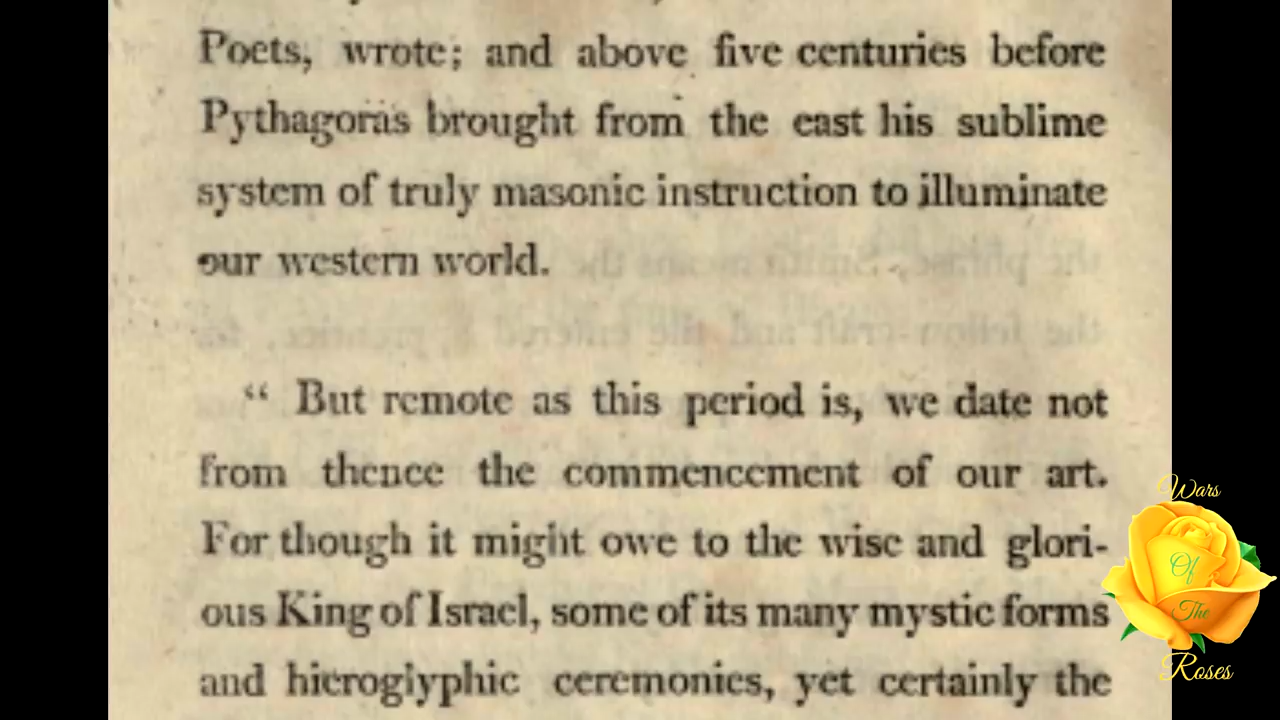 Poets, wrote; and above five centuries before
Pythagoras brought from the east his sublime
system of truly masonic instruction to illuminate
our western world.
“ But remote as this period is, we date not
from thence the commencement of our art.
For though it might owe to the wise and glori-
ous King of Israel, some of its many mystic forms
and hieroglyphic ceremonies, yet certainly the
Wars
Of
The
Roses